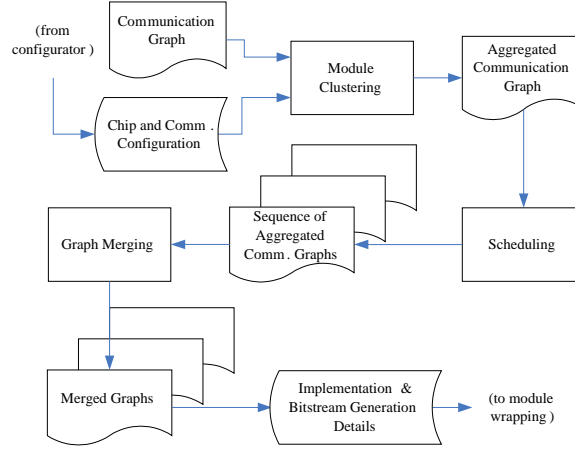 (from
configurator )
Communication
Graph
Module
Clustering
Aggregated
Communication
Graph
Chip and Comm .
Configuration
Graph Merging
Sequence of
Aggregated
Comm . Graphs
Scheduling
Merged Graphs
Implementation &
Bitstream Generation
Details
(to module
wrapping )